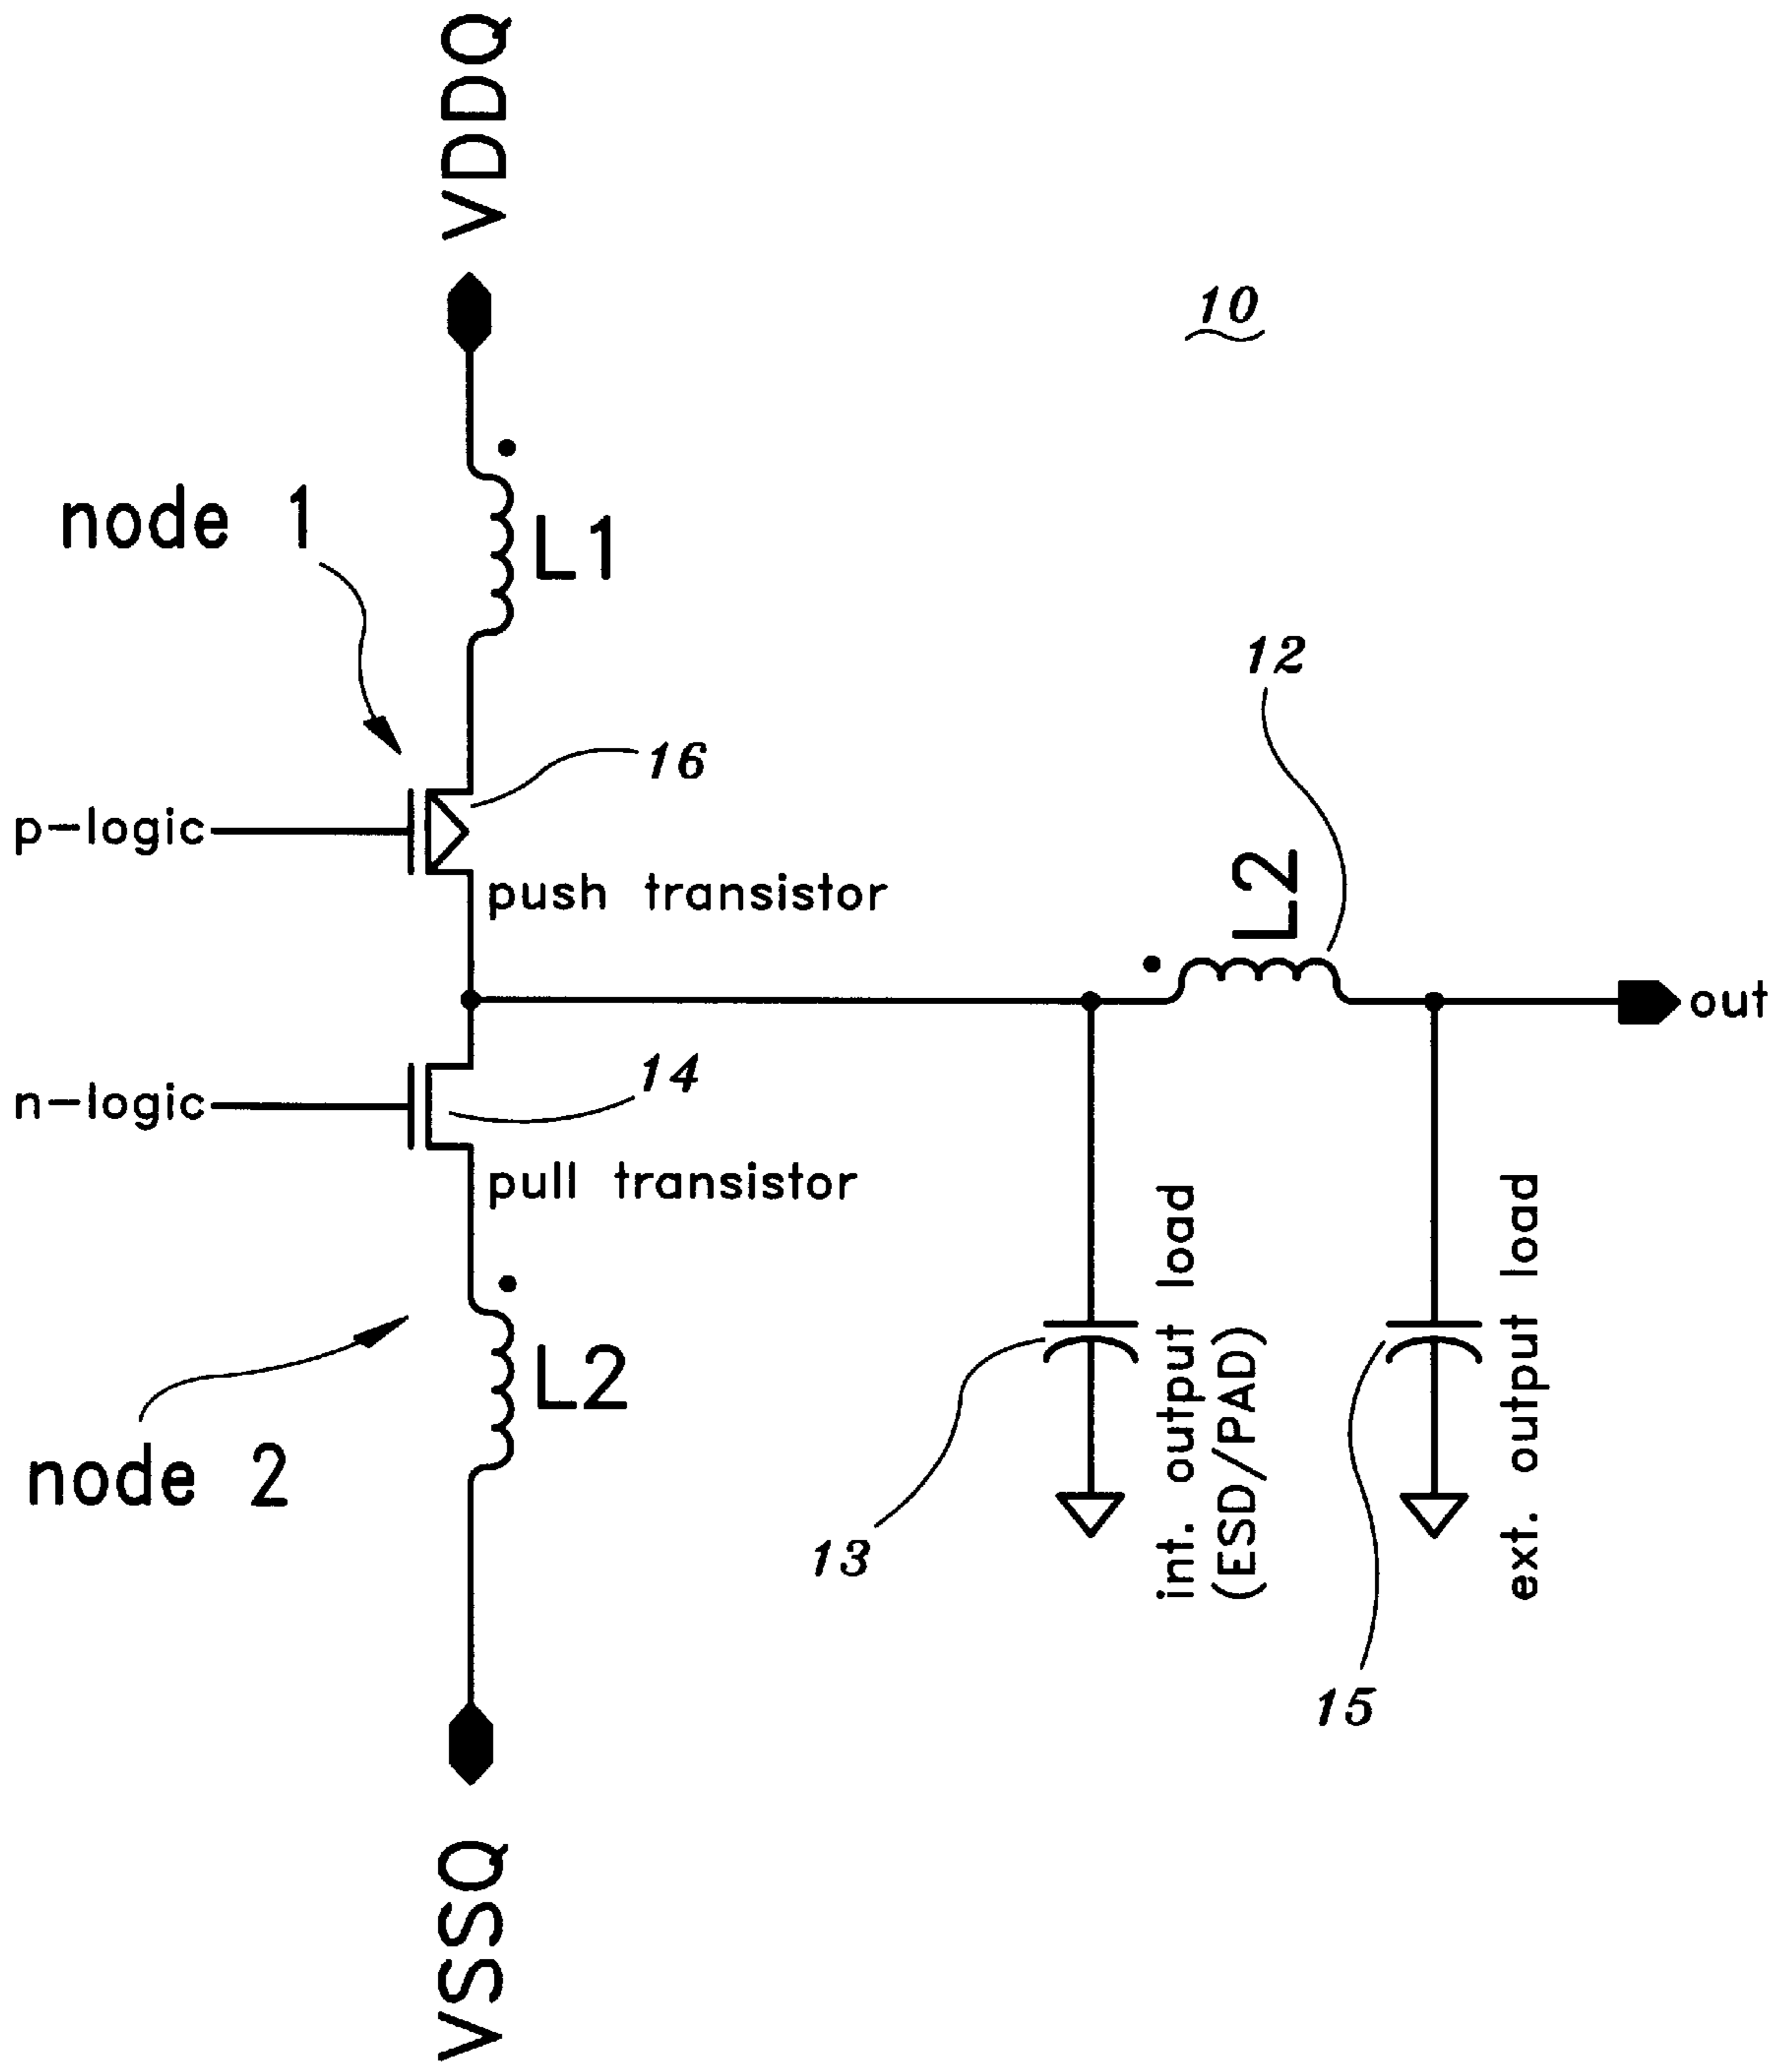 VDDQ
10
node 1
L1
12
16
p-logic
push transistor
L2
out
14
n-logic
pull transistor
L2
node 2
13
int. output load
(ESD/PAD)
ext. output load
15
VSSQ